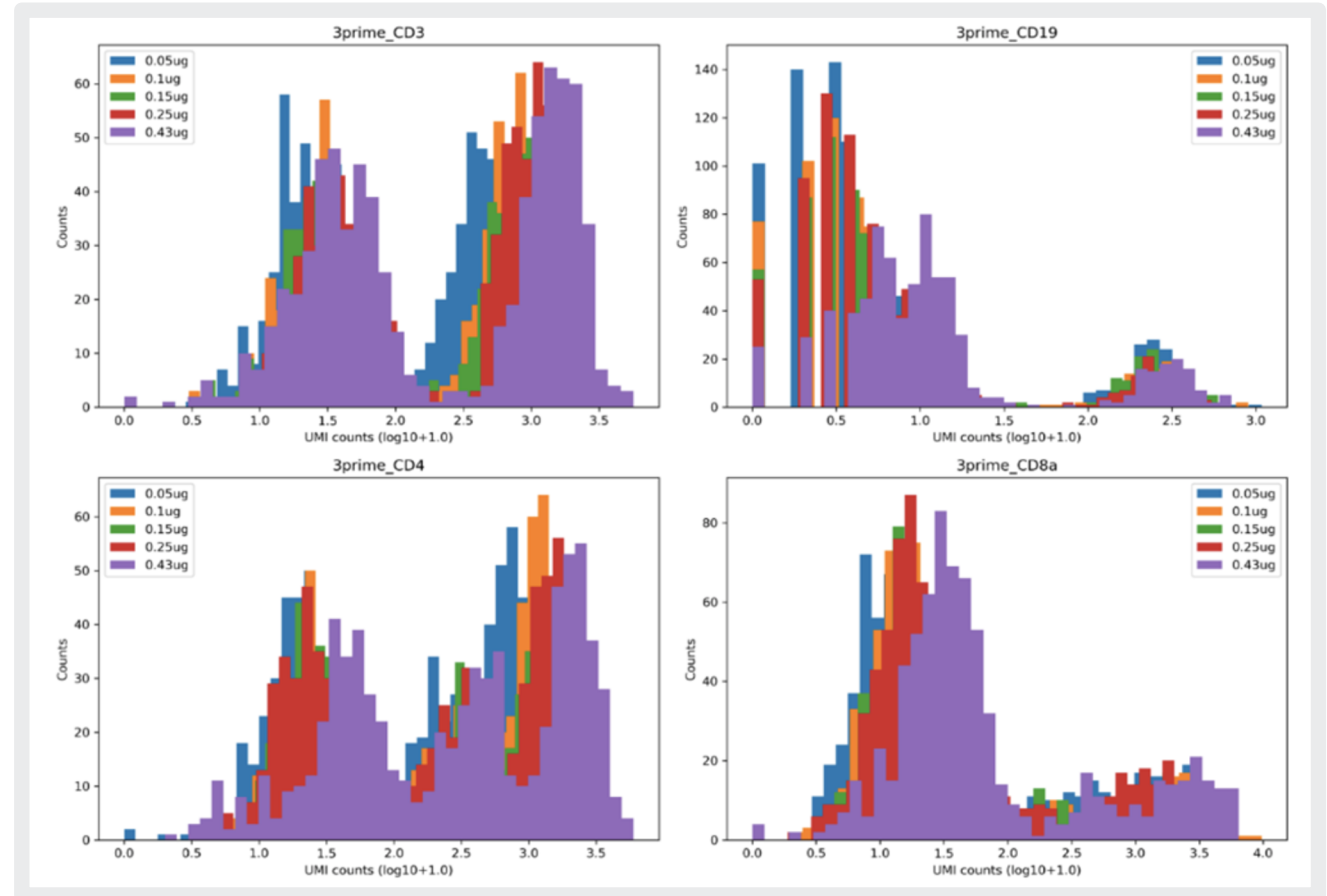 3prime_CD3
0.05ug
0.1ug
0.15ug
0.25ug
0.43ug
Counts
60
50
40
30
20
10
0
0.0 0.5 1.0 1.5 2.0 2.5 3.0 3.5
UMI counts (log10+1.0)
3prime_CD19
0.05ug
0.1ug
0.15ug
0.25ug
0.43ug
Counts
140
120
100
80
60
40
20
0
0.0 0.5 1.0 1.5 2.0 2.5 3.0
UMI counts (log10+1.0)
3prime_CD4
0.05ug
0.1ug
0.15ug
0.25ug
0.43ug
Counts
60
50
40
30
20
10
0
0.0 0.5 1.0 1.5 2.0 2.5 3.0 3.5
UMI counts (log10+1.0)
3prime_CD8a
0.05ug
0.1ug
0.15ug
0.25ug
0.43ug
Counts
80
60
40
20
0
0.0 0.5 1.0 1.5 2.0 2.5 3.0 3.5 4.0
UMI counts (log10+1.0)